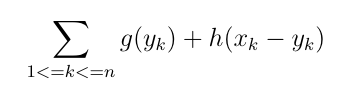 ∑ g(y_k) + h(x_k − y_k)
1<=k<=n